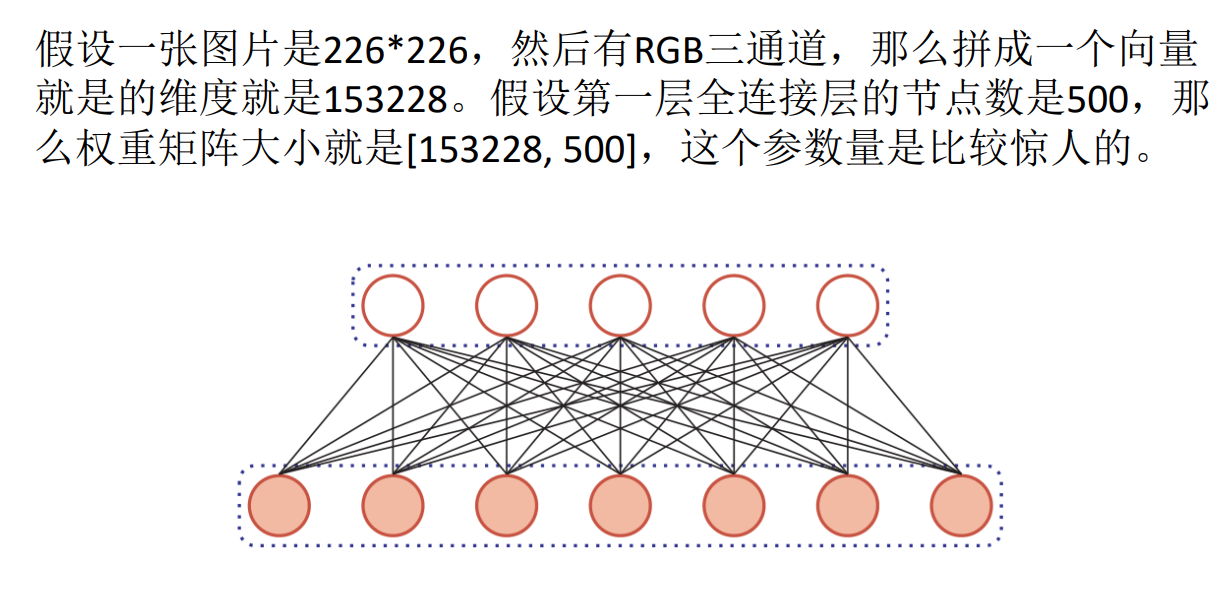 假设一张图片是226*226，然后有RGB三通道，那么拼成一个向量
就是的维度就是153228。假设第一层全连接层的节点数是500，那
么权重矩阵大小就是[153228, 500]，这个参数量是比较惊人的。